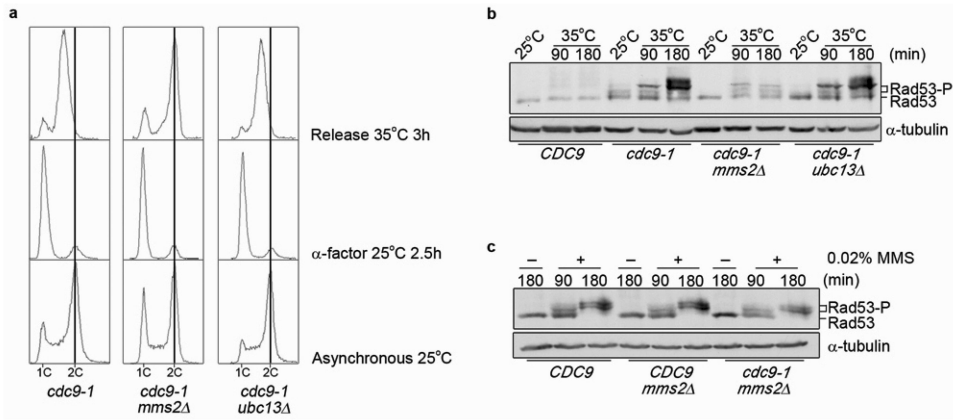 a
Release 35°C 3h
α-factor 25°C 2.5h
Asynchronous 25°C
1C 2C 1C 2C 1C 2C
cdc9-1 cdc9-1 cdc9-1
mms2Δ ubc13Δ
b
25°C 35°C 25°C 35°C 25°C 35°C 25°C 35°C
90 180 90 180 90 180 90 180 (min)
Rad53-P
Rad53
α-tubulin
CDC9 cdc9-1 cdc9-1 cdc9-1
mms2Δ ubc13Δ
c
– + – + – + 0.02% MMS
180 90 180 180 90 180 180 90 180 (min)
Rad53-P
Rad53
α-tubulin
CDC9 CDC9 cdc9-1
mms2Δ mms2Δ